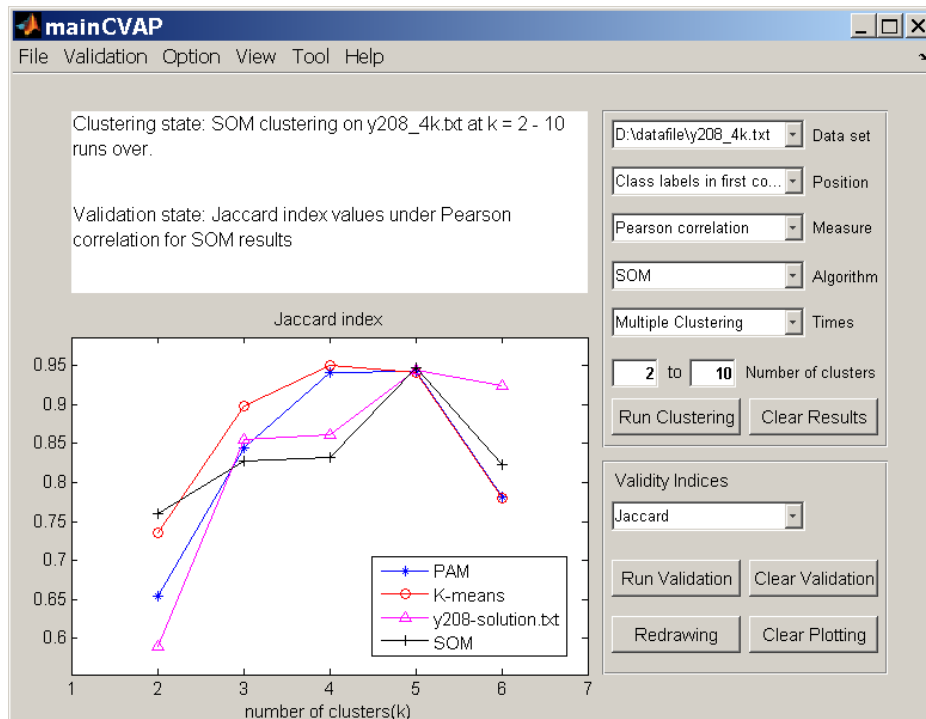 mainCVAP
File Validation Option View Tool Help
Clustering state: SOM clustering on y208_4k.txt at k = 2 - 10
runs over.
Validation state: Jaccard index values under Pearson
correlation for SOM results
D:\datafile\y208_4k.txt Data set
Class labels in first co... Position
Pearson correlation Measure
SOM Algorithm
Multiple Clustering Times
2 to 10 Number of clusters
Run Clustering Clear Results
Validity Indices
Jaccard
Run Validation Clear Validation
Redrawing Clear Plotting
Jaccard index
0.95
0.9
0.85
0.8
0.75
0.7
0.65
0.6
PAM
K-means
y208-solution.txt
SOM
1 2 3 4 5 6 7
number of clusters(k)